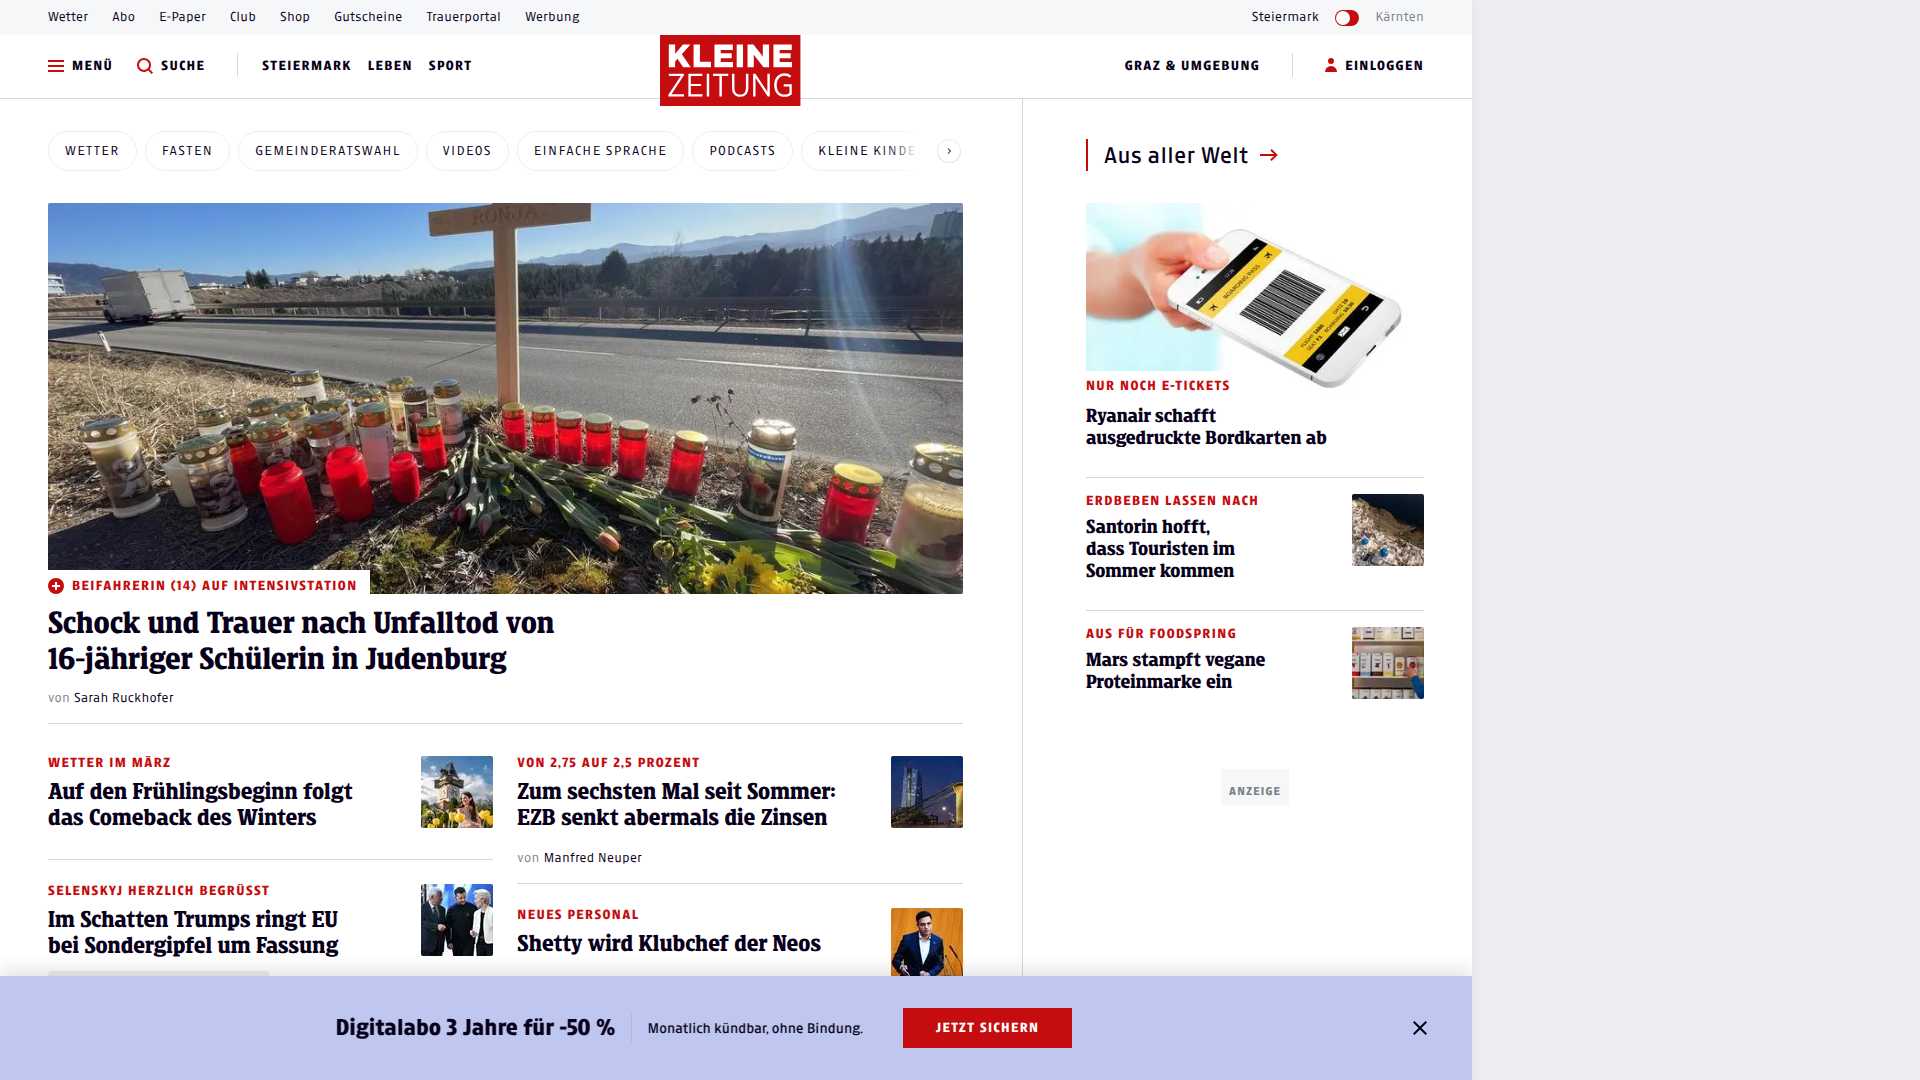 Wetter Abo E-Paper Club Shop Gutscheine Trauerportal Werbung Steiermark Kärnten
MENÜ SUCHE STEIERMARK LEBEN SPORT KLEINE ZEITUNG GRAZ & UMGEBUNG EINLOGGEN
WETTER FASTEN GEMEINDERATSWAHL VIDEOS EINFACHE SPRACHE PODCASTS KLEINE KINDE
RONJA
BEIFAHRERIN (14) AUF INTENSIVSTATION
Schock und Trauer nach Unfalltod von
16-jähriger Schülerin in Judenburg
von Sarah Ruckhofer
WETTER IM MÄRZ
Auf den Frühlingsbeginn folgt
das Comeback des Winters
SELENSKYJ HERZLICH BEGRÜSST
Im Schatten Trumps ringt EU
bei Sondergipfel um Fassung
VON 2,75 AUF 2,5 PROZENT
Zum sechsten Mal seit Sommer:
EZB senkt abermals die Zinsen
von Manfred Neuper
NEUES PERSONAL
Shetty wird Klubchef der Neos
Aus aller Welt
BOARDING PASS
NUR NOCH E-TICKETS
Ryanair schafft
ausgedruckte Bordkarten ab
ERDBEBEN LASSEN NACH
Santorin hofft,
dass Touristen im
Sommer kommen
AUS FÜR FOODSPRING
Mars stampft vegane
Proteinmarke ein
ANZEIGE
Digitalabo 3 Jahre für -50 % Monatlich kündbar, ohne Bindung. JETZT SICHERN